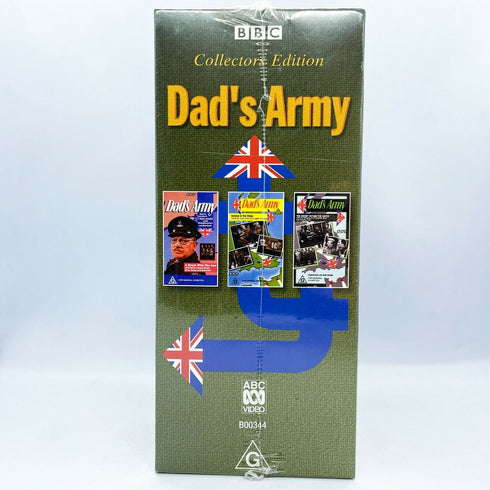 BBC
Collectors Edition
Dad's Army
Dad's Army
Dad's Army
Dad's Army
ABC
VIDEO
B00344
G